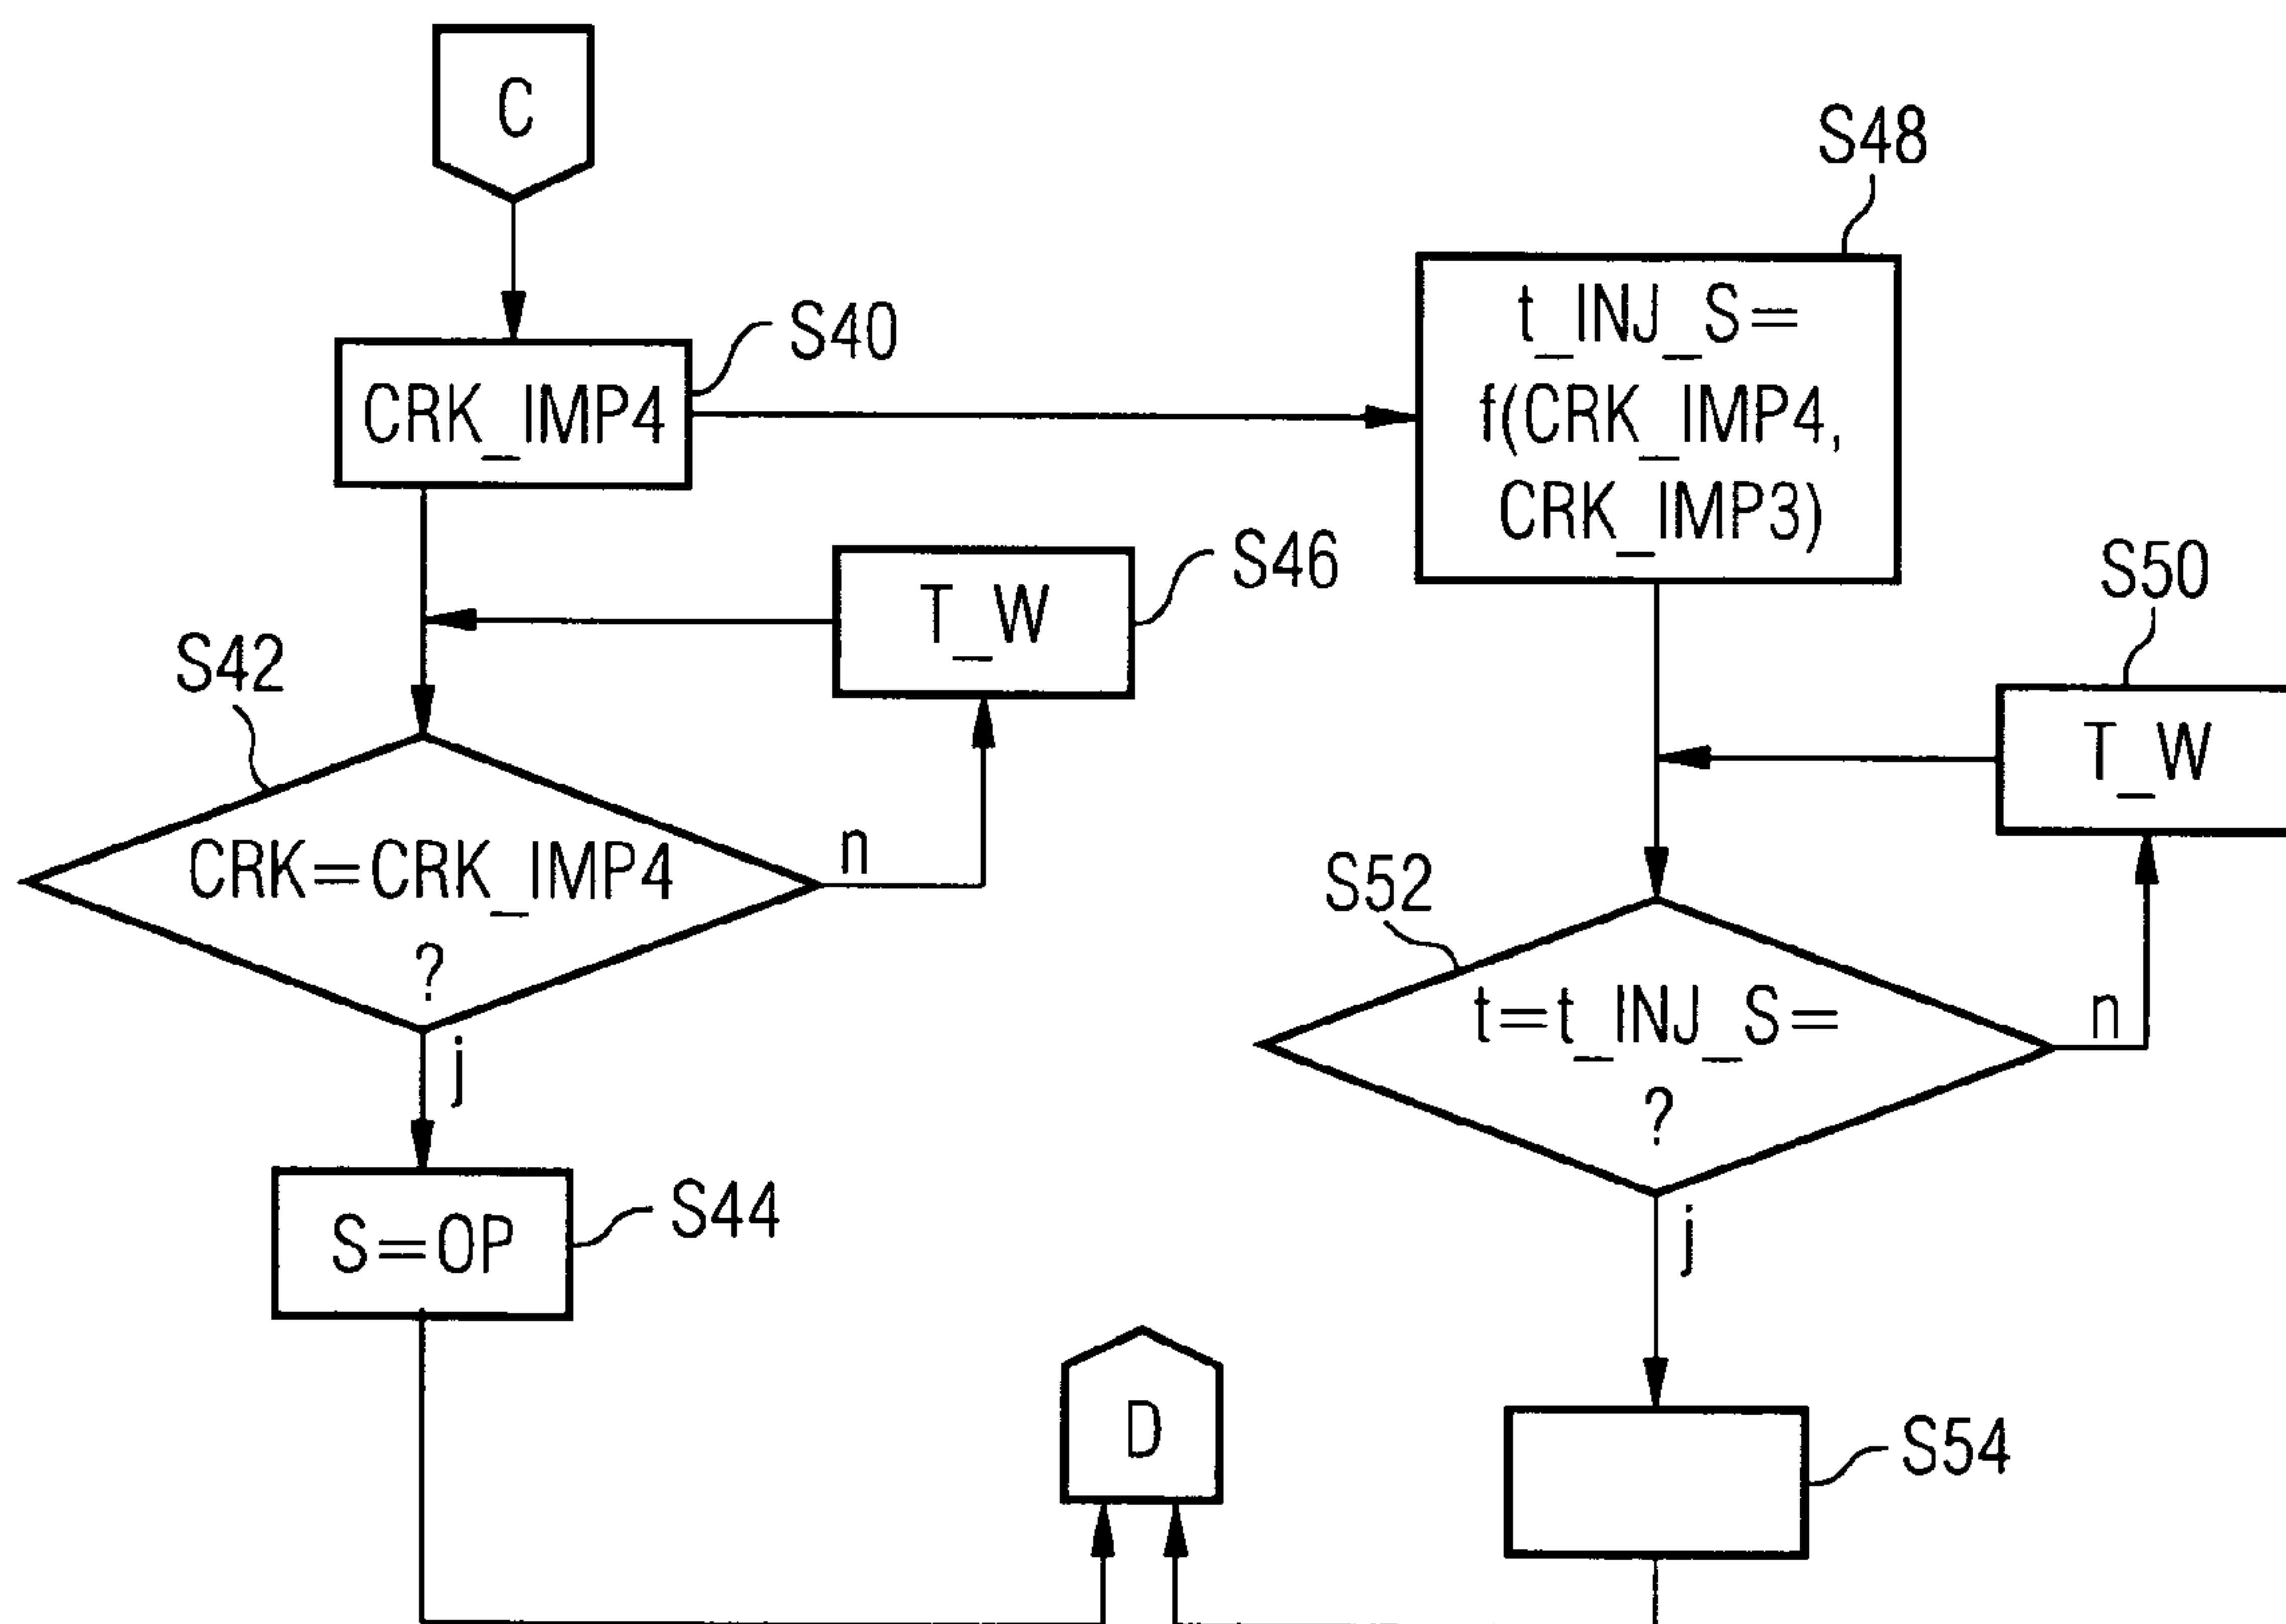 C
S48
S40
t_INJ_S=
f(CRK_IMP4,
CRK_IMP3)
CRK_IMP4
S46
T_W
S50
T_W
S42
CRK=CRK_IMP4
?
n
j
S52
t=t_INJ_S=
?
n
j
S=OP
S44
D
S54